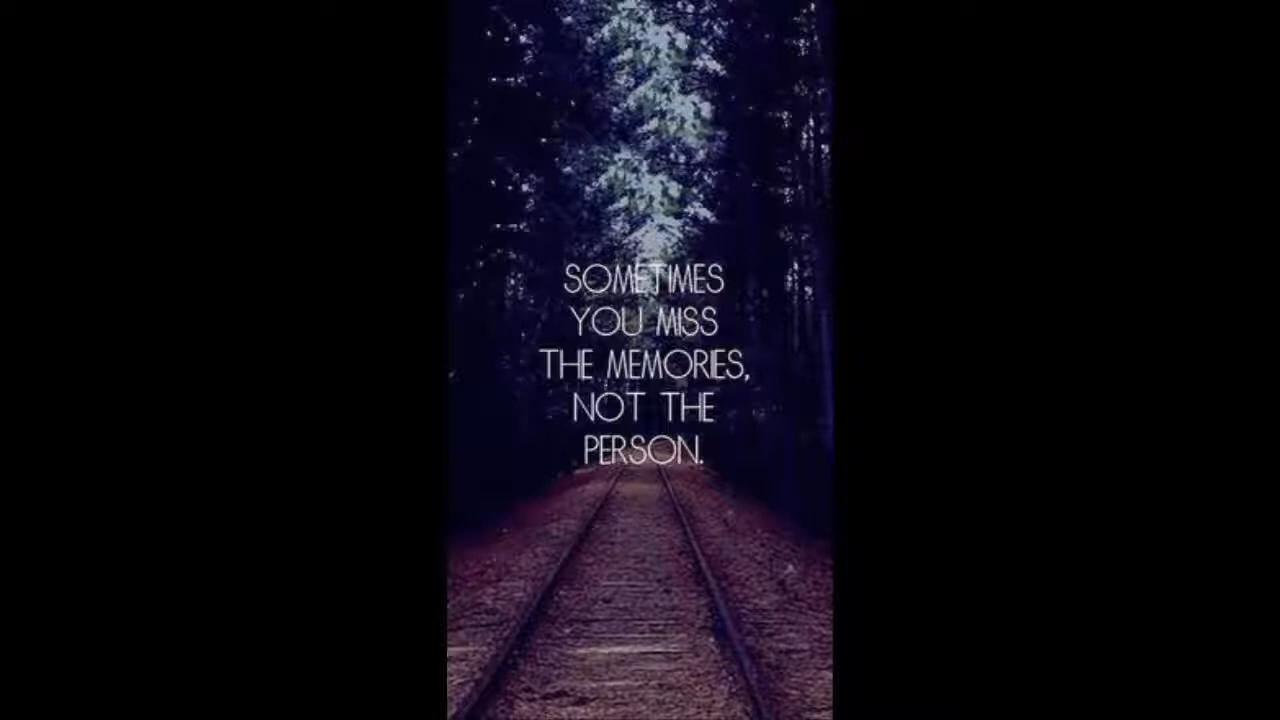 SOMETIMES
YOU MISS
THE MEMORIES,
NOT THE
PERSON.